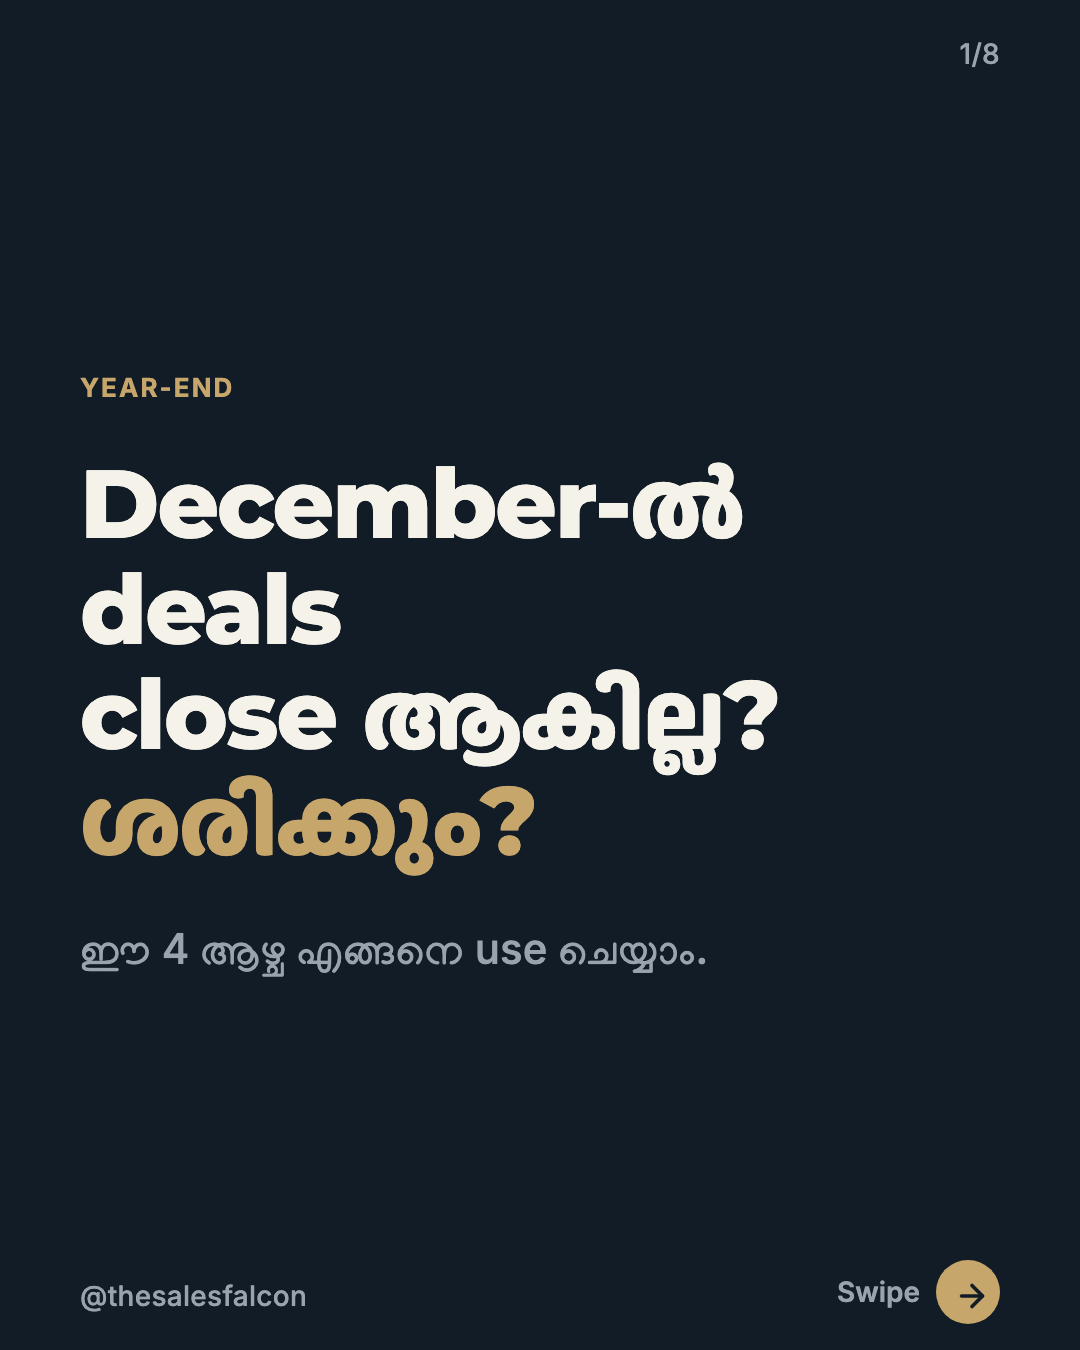 1/8
YEAR-END
December-ൽ
deals
close ആകില്ല?
ശരിക്കും?
ഈ 4 ആഴ്ച എങ്ങനെ use ചെയ്യാം.
@thesalesfalcon
Swipe